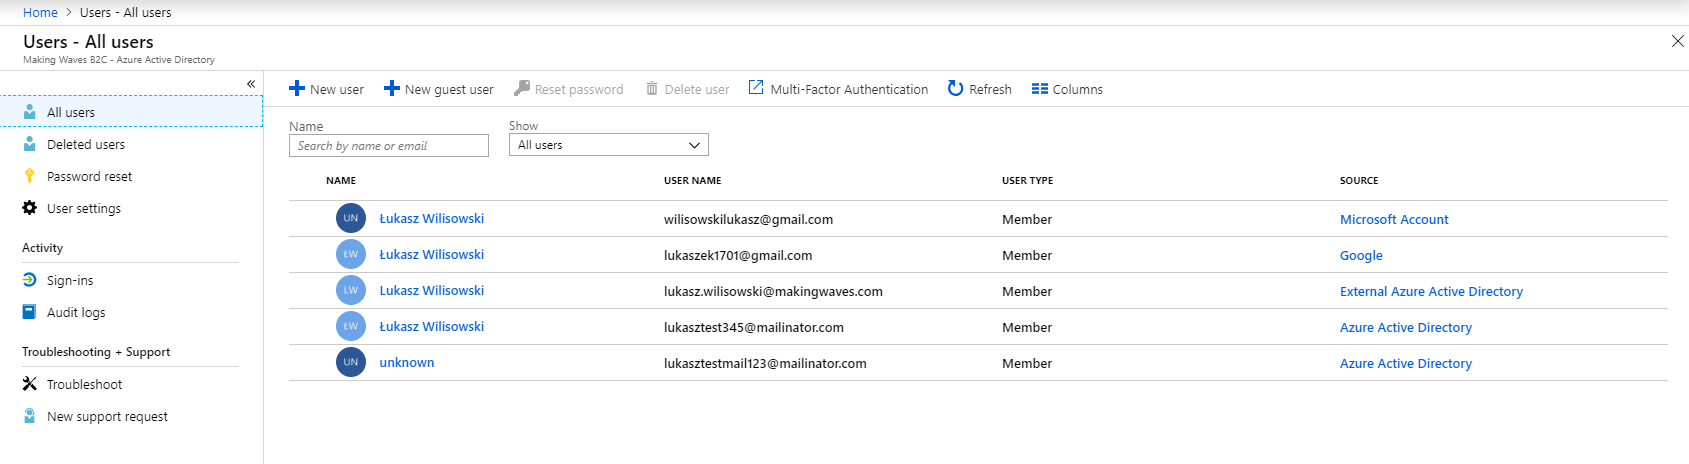 Home > Users - All users
Users - All users
Making Waves B2C - Azure Active Directory
«
All users
Deleted users
Password reset
User settings
Activity
Sign-ins
Audit logs
Troubleshooting + Support
Troubleshoot
New support request
New user New guest user Reset password Delete user Multi-Factor Authentication Refresh Columns
Name Show
Search by name or email All users
NAME USER NAME USER TYPE SOURCE
UN Łukasz Wilisowski wilisowskilukasz@gmail.com Member Microsoft Account
ŁW Łukasz Wilisowski lukaszek1701@gmail.com Member Google
LW Lukasz Wilisowski lukasz.wilisowski@makingwaves.com Member External Azure Active Directory
ŁW Łukasz Wilisowski lukasztest345@mailinator.com Member Azure Active Directory
UN unknown lukasztestmail123@mailinator.com Member Azure Active Directory